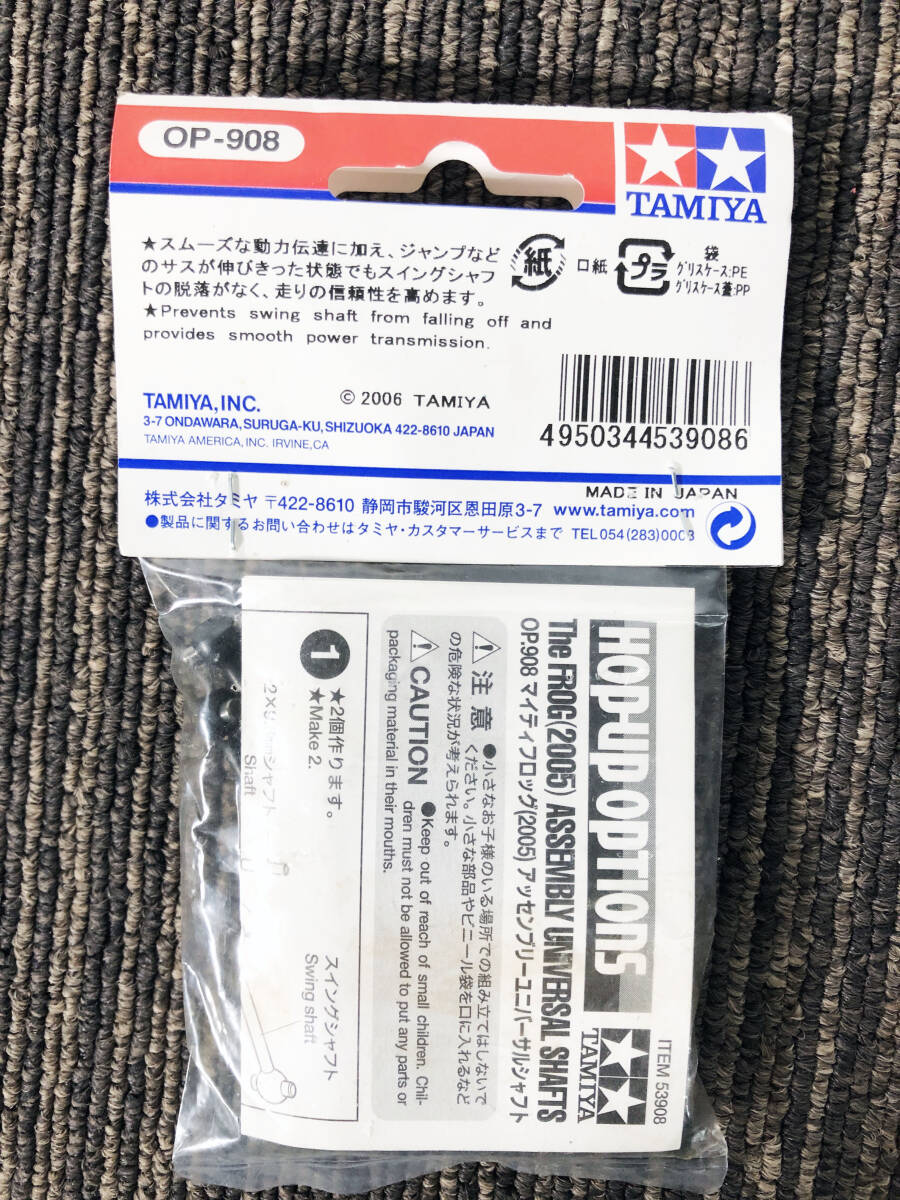 OP-908
TAMIYA
★スムーズな動力伝達に加え、ジャンプなど
のサスが伸びきった状態でもスイングシャフ
トの脱落がなく、走りの信頼性を高めます。
★Prevents swing shaft from falling off and
provides smooth power transmission.
紙
口紙
プラ
袋
グリスケース:PE
グリスケース蓋:PP
TAMIYA, INC.
© 2006 TAMIYA
3-7 ONDAWARA, SURUGA-KU, SHIZUOKA 422-8610 JAPAN
TAMIYA AMERICA, INC. IRVINE, CA
4950344539086
MADE IN JAPAN
株式会社タミヤ 〒422-8610 静岡市駿河区恩田原3-7 www.tamiya.com
●製品に関するお問い合わせはタミヤ・カスタマーサービスまで TEL 054(283)0003
HOP-UP OPTIONS
ITEM 53908
The FROG(2005) ASSEMBLY UNIVERSAL SHAFTS
OP.908 マイティフロッグ(2005) アッセンブリーユニバーサルシャフト
TAMIYA
注意
●小さなお子様のいる場所での組み立てはしないで
ください。小さな部品やビニール袋を口に入れるなど
の危険な状況が考えられます。
CAUTION
●Keep out of reach of small children. Chil-
dren must not be allowed to put any parts or
packaging material in their mouths.
1
★2個作ります。
★Make 2.
シャフト
Shaft
スイングシャフト
Swing shaft